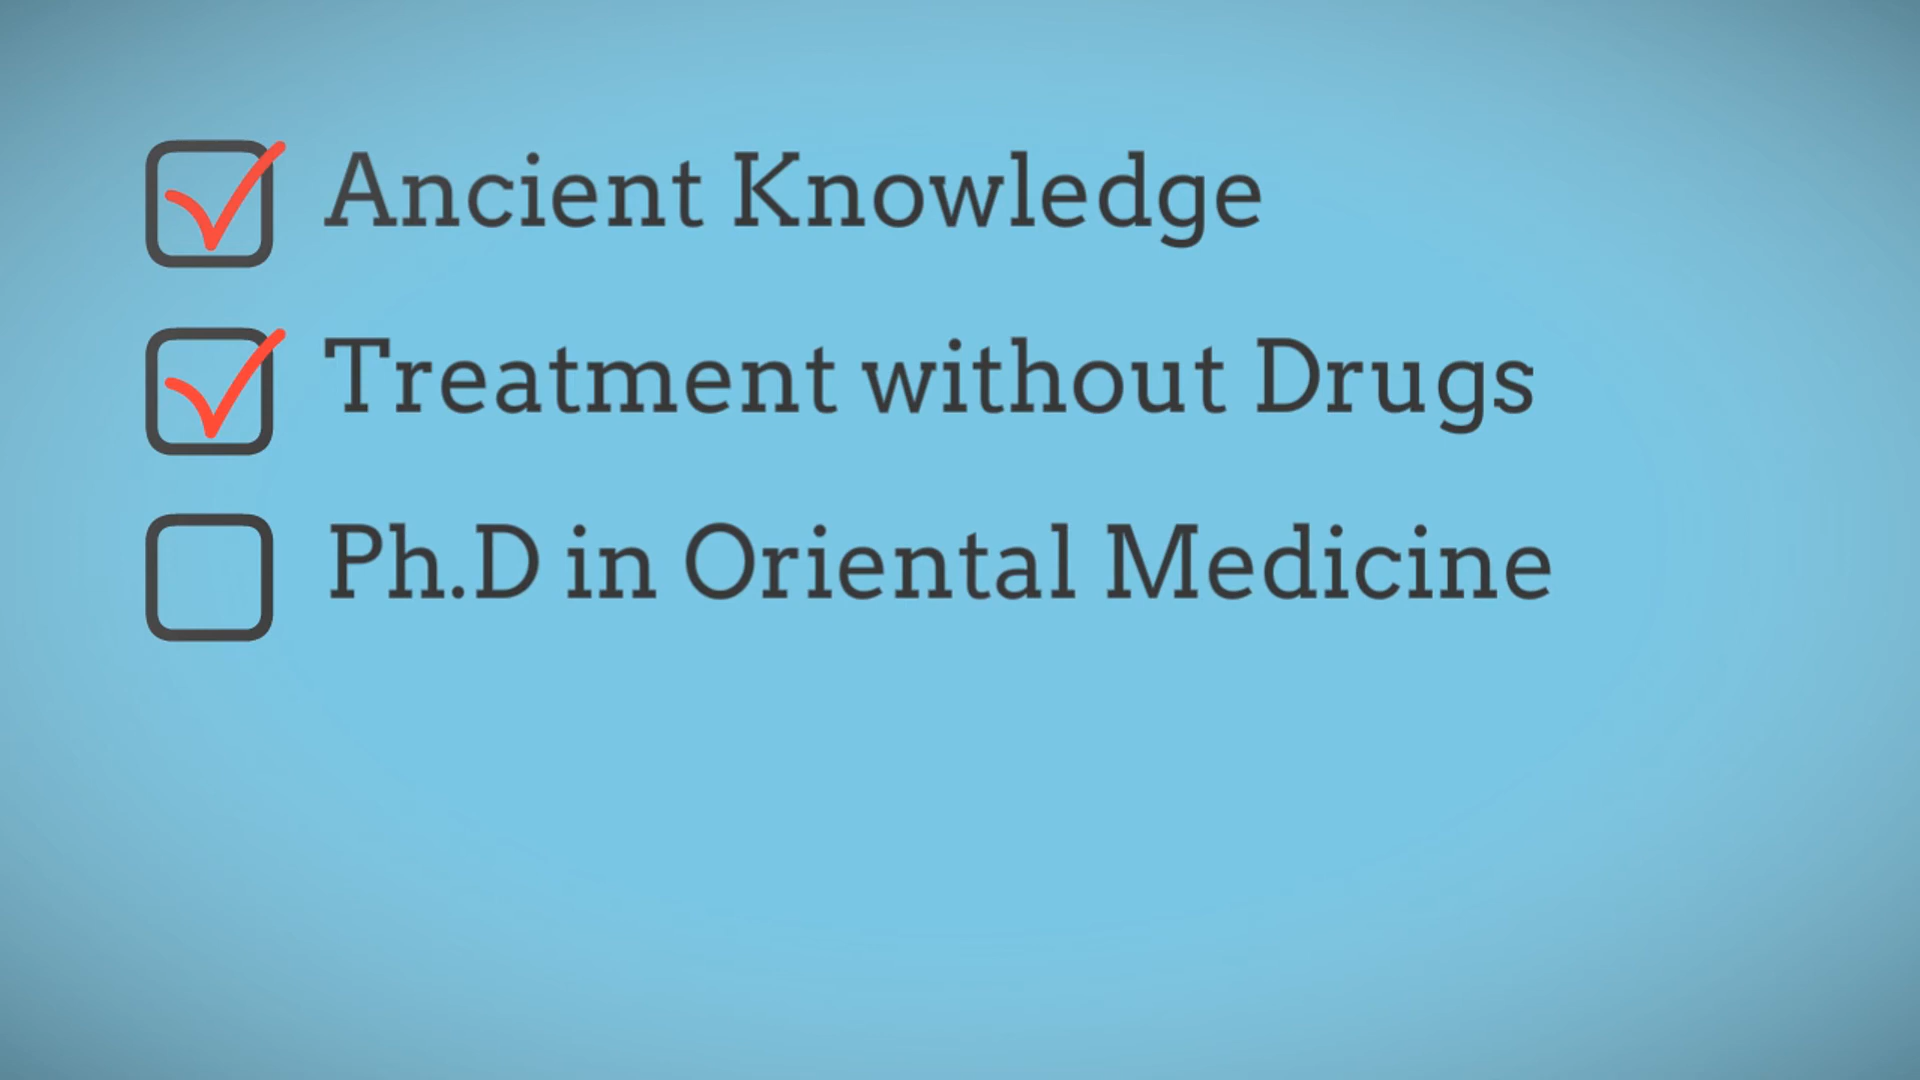 Ancient Knowledge
Treatment without Drugs
Ph.D in Oriental Medicine